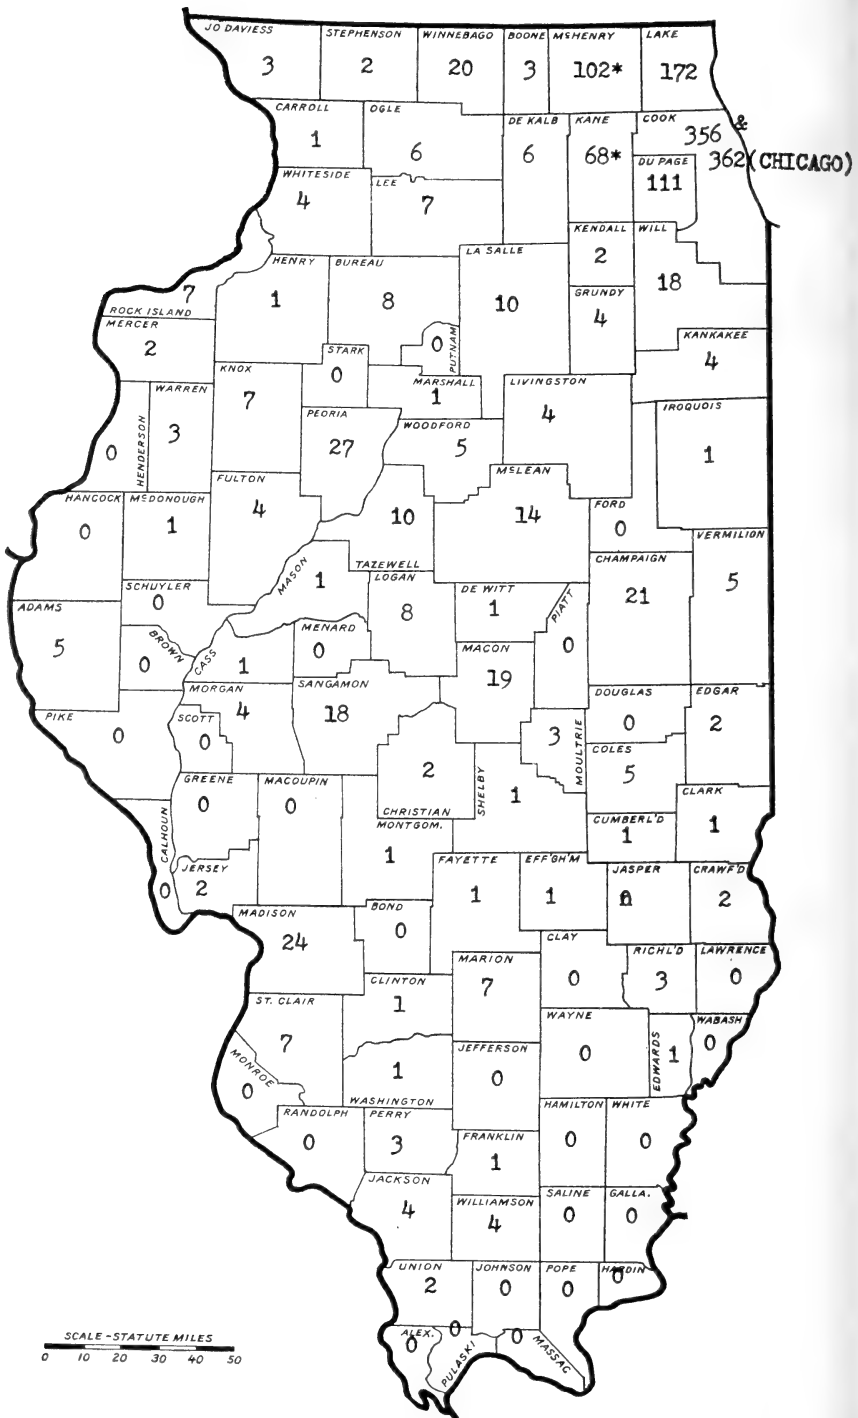 JO DAVIESS
3
STEPHENSON
2
WINNEBAGO
20
BOONE
3
McHENRY
102*
LAKE
172
CARROLL
1
OGLE
6
DE KALB
6
KANE
68*
COOK
356 &
362 (CHICAGO)
DU PAGE
111
WHITESIDE
4
LEE
7
KENDALL
2
WILL
18
ROCK ISLAND
7
HENRY
1
BUREAU
8
LA SALLE
10
GRUNDY
4
PUTNAM
0
KANKAKEE
4
MERCER
2
STARK
0
MARSHALL
1
LIVINGSTON
4
KNOX
7
WARREN
3
HENDERSON
0
PEORIA
27
WOODFORD
5
IROQUOIS
1
HANCOCK
0
McDONOUGH
1
FULTON
4
TAZEWELL
10
McLEAN
14
FORD
0
VERMILION
5
MASON
1
LOGAN
8
DE WITT
1
PIATT
0
CHAMPAIGN
21
ADAMS
5
SCHUYLER
0
BROWN
0
CASS
1
MENARD
0
MACON
19
MORGAN
4
SANGAMON
18
DOUGLAS
0
EDGAR
2
PIKE
0
SCOTT
0
CHRISTIAN
2
SHELBY
1
MOULTRIE
3
COLES
5
CLARK
1
GREENE
0
MACOUPIN
0
MONTGOM.
1
CUMBERL'D
1
CALHOUN
0
JERSEY
2
FAYETTE
1
EFF'GH'M
1
JASPER
CRAWF'D
2
MADISON
24
BOND
0
CLAY
0
RICHL'D
3
LAWRENCE
0
MARION
7
CLINTON
1
ST. CLAIR
7
WAYNE
0
EDWARDS
1
WABASH
0
MONROE
0
WASHINGTON
1
JEFFERSON
0
RANDOLPH
0
PERRY
3
FRANKLIN
1
HAMILTON
0
WHITE
0
JACKSON
4
WILLIAMSON
4
SALINE
0
GALLA.
0
UNION
2
JOHNSON
0
POPE
0
HARDIN
0
ALEX.
0
PULASKI
0
MASSAC
0
SCALE-STATUTE MILES
0 10 20 30 40 50